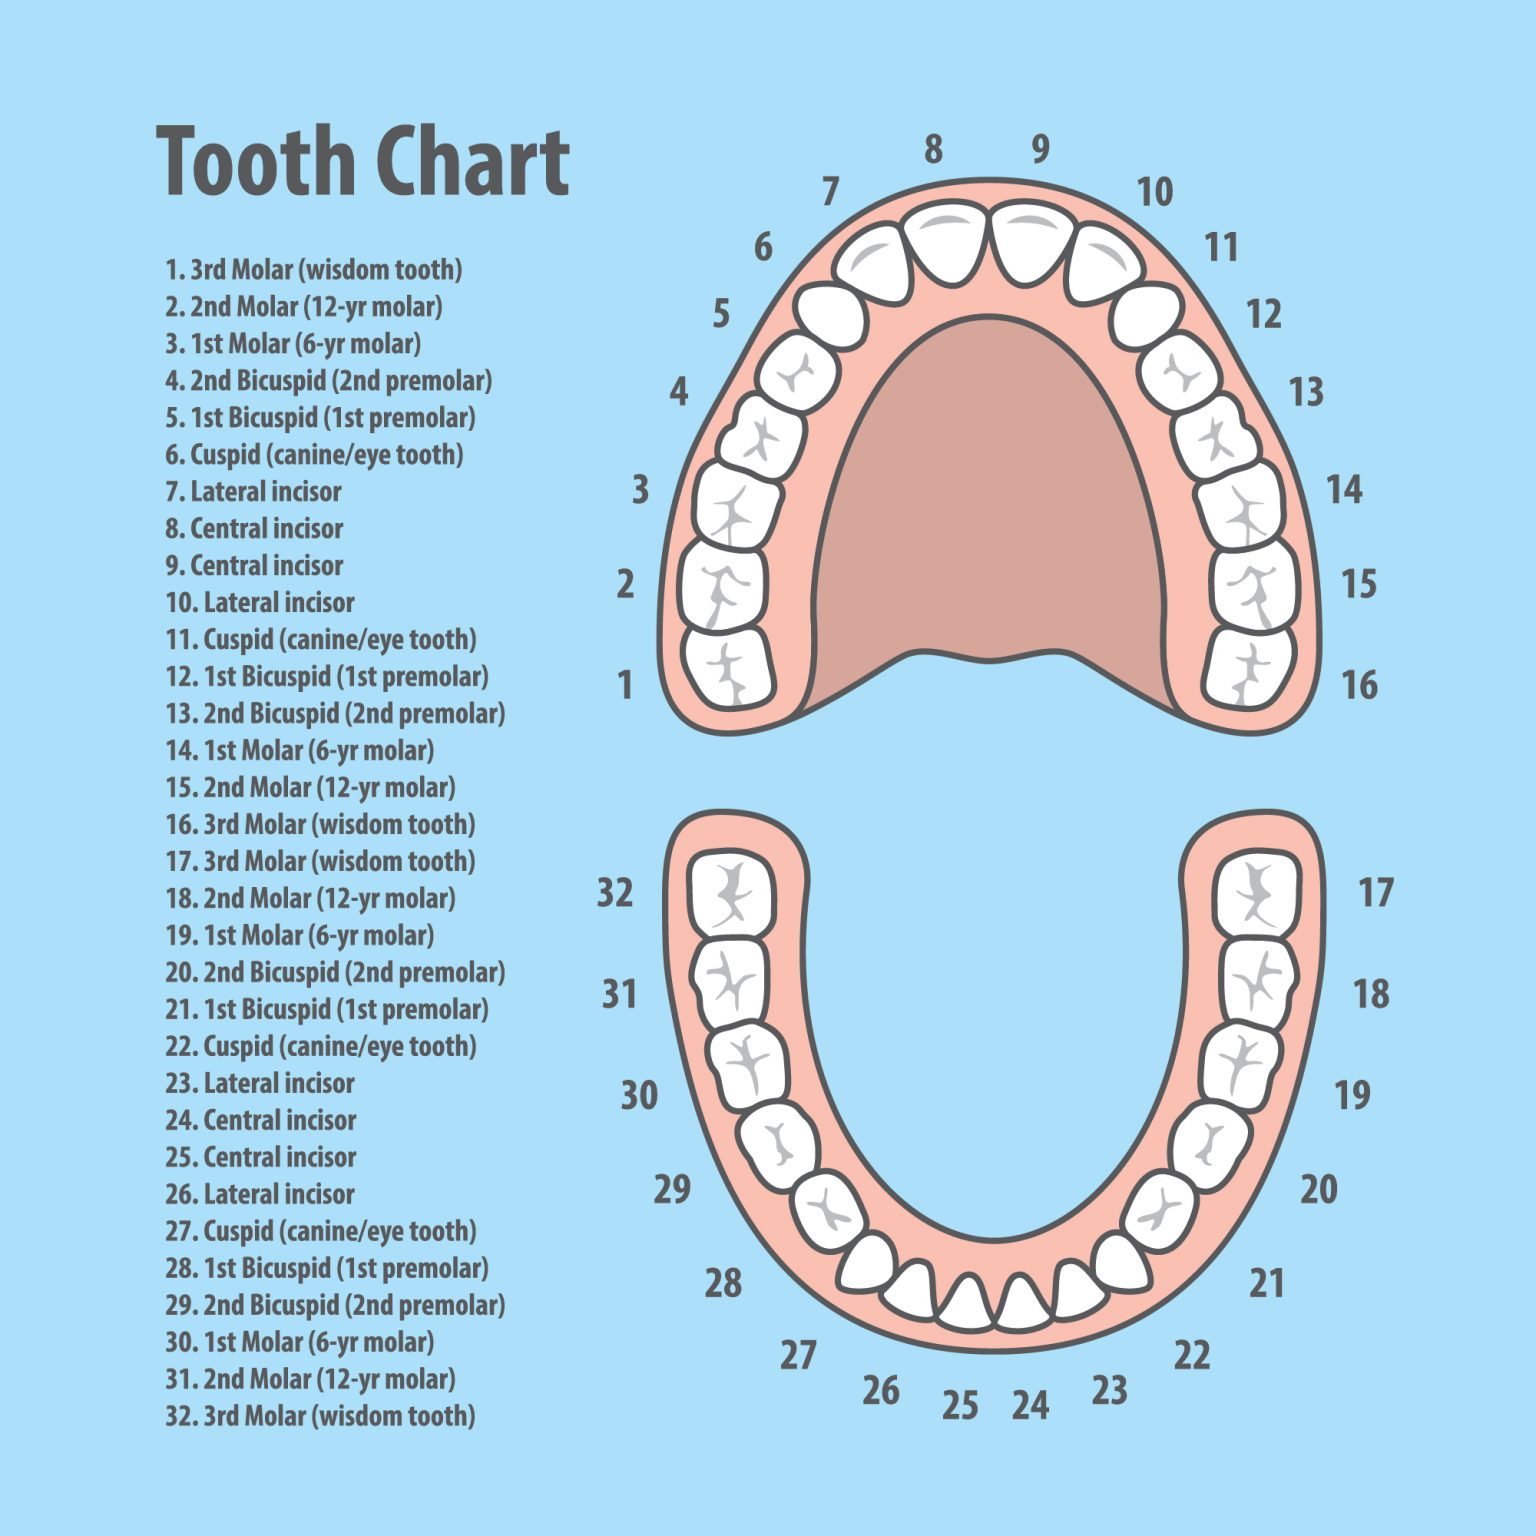 Tooth Chart
1. 3rd Molar (wisdom tooth)
2. 2nd Molar (12-yr molar)
3. 1st Molar (6-yr molar)
4. 2nd Bicuspid (2nd premolar)
5. 1st Bicuspid (1st premolar)
6. Cuspid (canine/eye tooth)
7. Lateral incisor
8. Central incisor
9. Central incisor
10. Lateral incisor
11. Cuspid (canine/eye tooth)
12. 1st Bicuspid (1st premolar)
13. 2nd Bicuspid (2nd premolar)
14. 1st Molar (6-yr molar)
15. 2nd Molar (12-yr molar)
16. 3rd Molar (wisdom tooth)
17. 3rd Molar (wisdom tooth)
18. 2nd Molar (12-yr molar)
19. 1st Molar (6-yr molar)
20. 2nd Bicuspid (2nd premolar)
21. 1st Bicuspid (1st premolar)
22. Cuspid (canine/eye tooth)
23. Lateral incisor
24. Central incisor
25. Central incisor
26. Lateral incisor
27. Cuspid (canine/eye tooth)
28. 1st Bicuspid (1st premolar)
29. 2nd Bicuspid (2nd premolar)
30. 1st Molar (6-yr molar)
31. 2nd Molar (12-yr molar)
32. 3rd Molar (wisdom tooth)
1
2
3
4
5
6
7
8
9
10
11
12
13
14
15
16
17
18
19
20
21
22
23
24
25
26
27
28
29
30
31
32